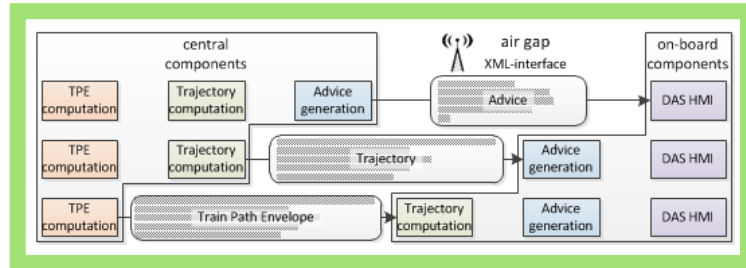 central
components
air gap
XML-interface
on-board
components
TPE
computation
Trajectory
computation
Advice
generation
Advice
DAS HMI
TPE
computation
Trajectory
computation
Trajectory
Advice
generation
DAS HMI
TPE
computation
Train Path Envelope
Trajectory
computation
Advice
generation
DAS HMI